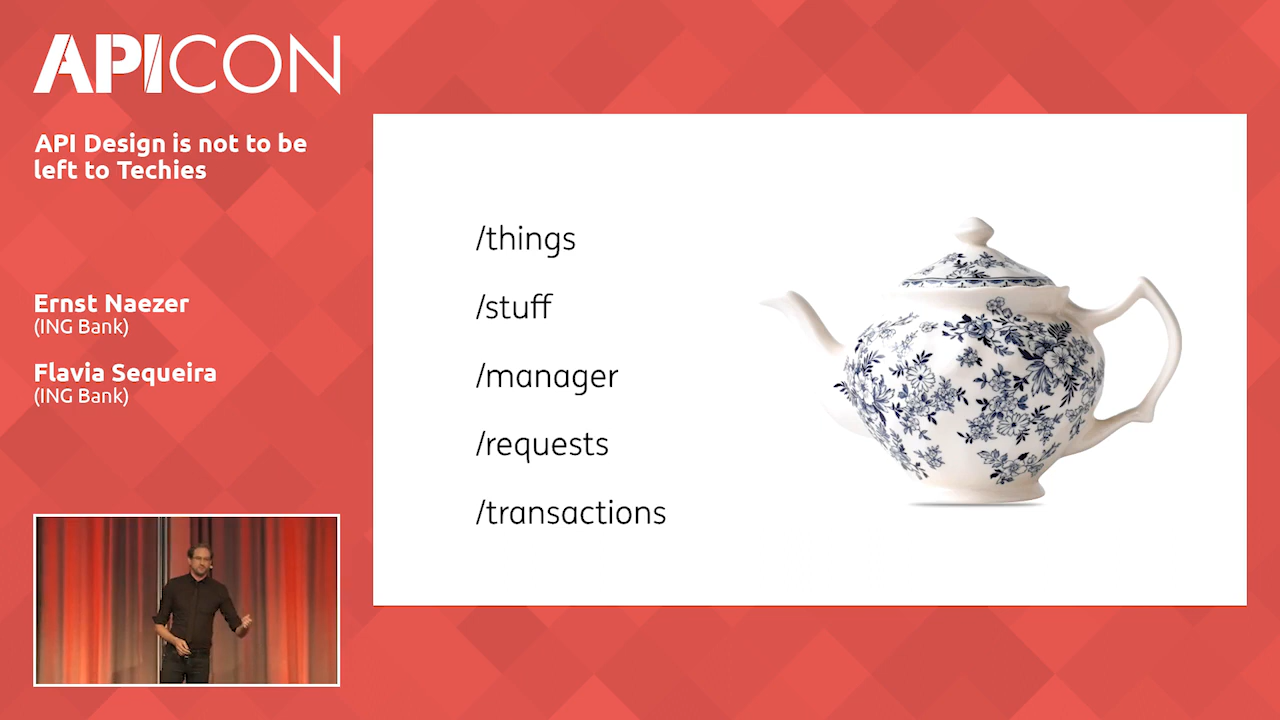 APICON
API Design is not to be
left to Techies
Ernst Naezer
(ING Bank)
Flavia Sequeira
(ING Bank)
/things
/stuff
/manager
/requests
/transactions